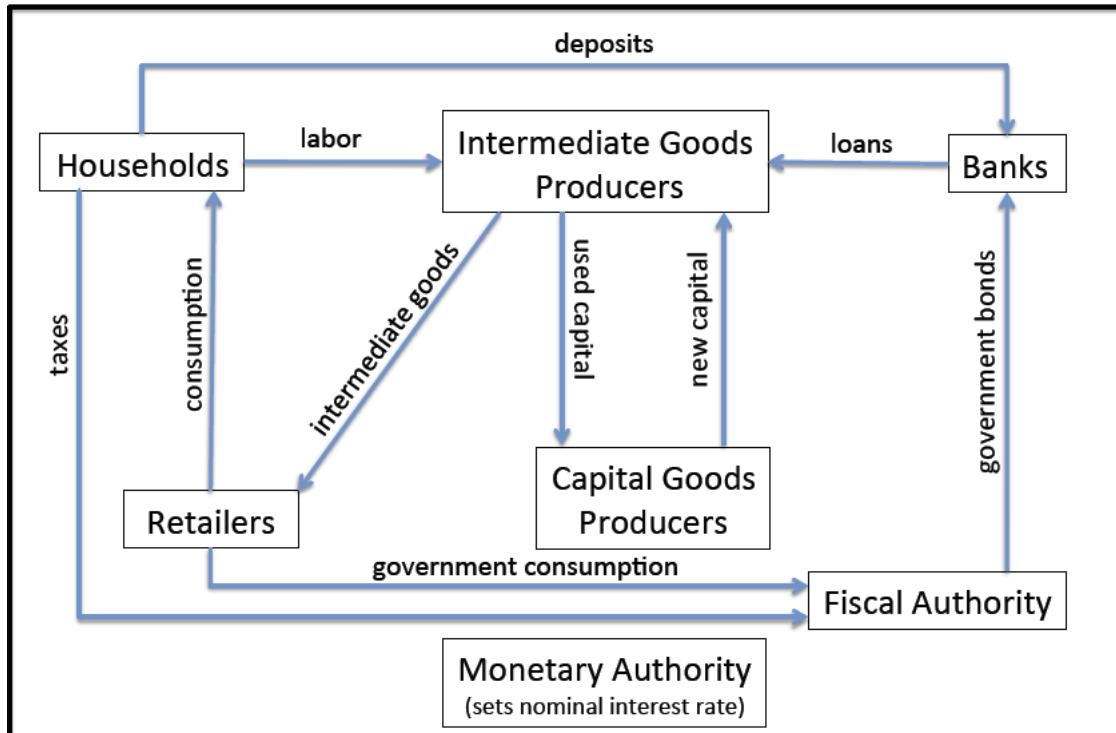 deposits
Households
labor
Intermediate Goods
Producers
loans
Banks
taxes
consumption
intermediate goods
used capital
new capital
government bonds
Retailers
Capital Goods
Producers
government consumption
Fiscal Authority
Monetary Authority
(sets nominal interest rate)